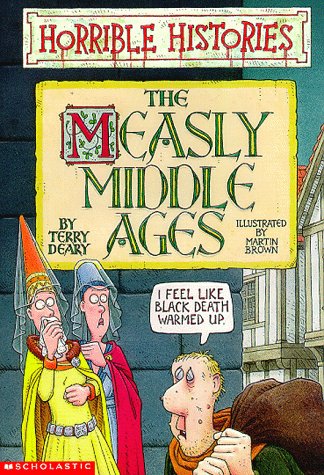 HORRIBLE HISTORIES
THE
MEASLY
MIDDLE
AGES
BY
TERRY
DEARY
ILLUSTRATED
BY
MARTIN
BROWN
I FEEL LIKE
BLACK DEATH
WARMED UP.
SCHOLASTIC